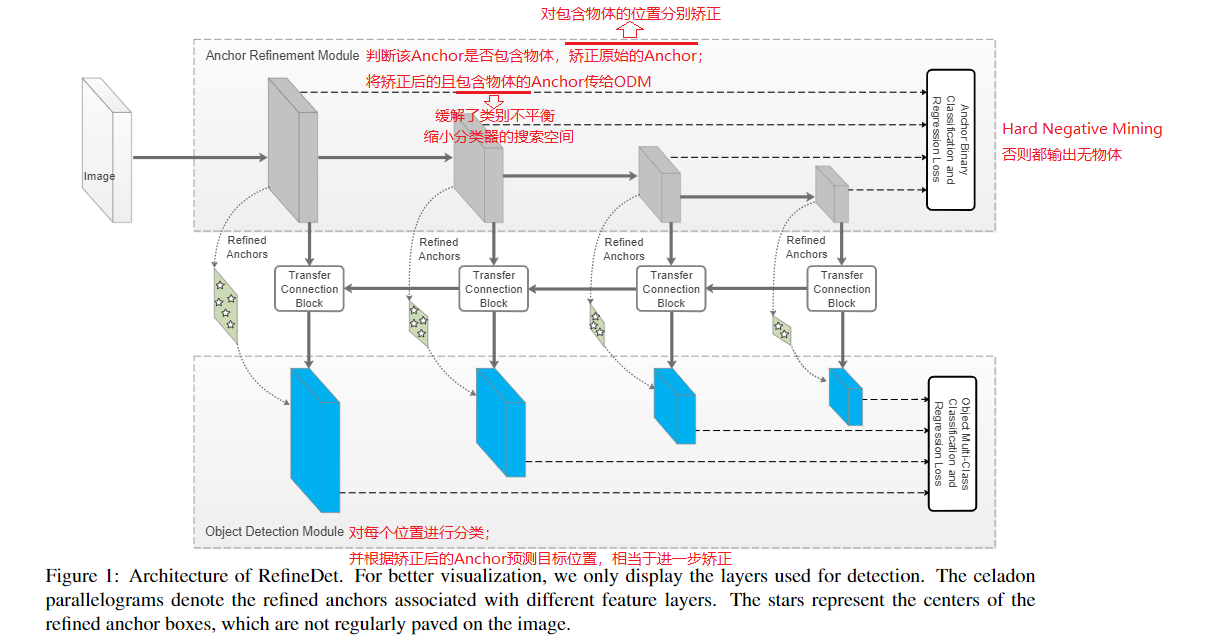 对包含物体的位置分别矫正
Anchor Refinement Module 判断该Anchor是否包含物体，矫正原始的Anchor；
将矫正后的且包含物体的Anchor传给ODM
缓解了类别不平衡
缩小分类器的搜索空间
Image
Anchor Binary
Classification and
Regression Loss
Hard Negative Mining
否则都输出无物体
Refined
Anchors
Refined
Anchors
Refined
Anchors
Refined
Anchors
Transfer
Connection
Block
Transfer
Connection
Block
Transfer
Connection
Block
Transfer
Connection
Block
Object Multi-Class
Classification and
Regression Loss
Object Detection Module 对每个位置进行分类；
并根据矫正后的Anchor预测目标位置，相当于进一步矫正
Figure 1: Architecture of RefineDet. For better visualization, we only display the layers used for detection. The celadon
parallelograms denote the refined anchors associated with different feature layers. The stars represent the centers of the
refined anchor boxes, which are not regularly paved on the image.